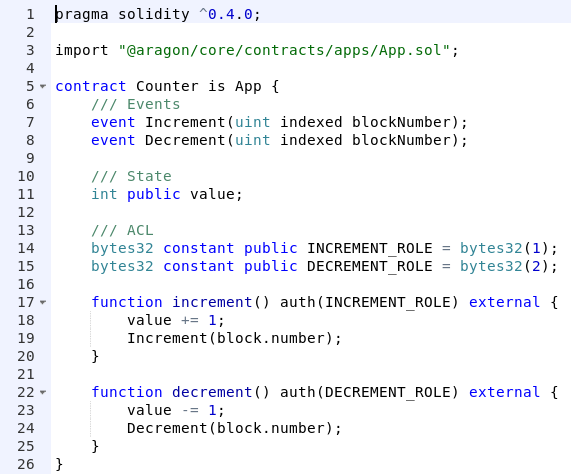 1 pragma solidity ^0.4.0;
2
3 import "@aragon/core/contracts/apps/App.sol";
4
5 contract Counter is App {
6     /// Events
7     event Increment(uint indexed blockNumber);
8     event Decrement(uint indexed blockNumber);
9
10     /// State
11     int public value;
12
13     /// ACL
14     bytes32 constant public INCREMENT_ROLE = bytes32(1);
15     bytes32 constant public DECREMENT_ROLE = bytes32(2);
16
17     function increment() auth(INCREMENT_ROLE) external {
18         value += 1;
19         Increment(block.number);
20     }
21
22     function decrement() auth(DECREMENT_ROLE) external {
23         value -= 1;
24         Decrement(block.number);
25     }
26 }